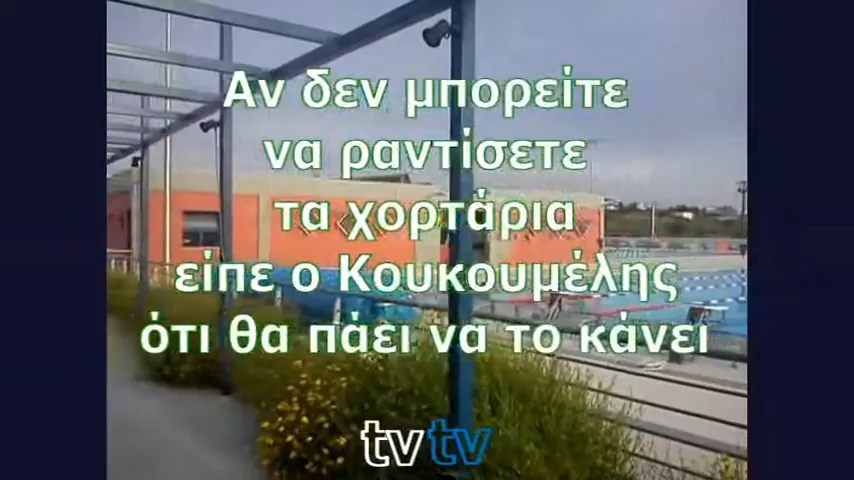 Αν δεν μπορείτε
να ραντίσετε
τα χορτάρια
είπε ο Κουκουμέλης
ότι θα πάει να το κάνει
tvtv